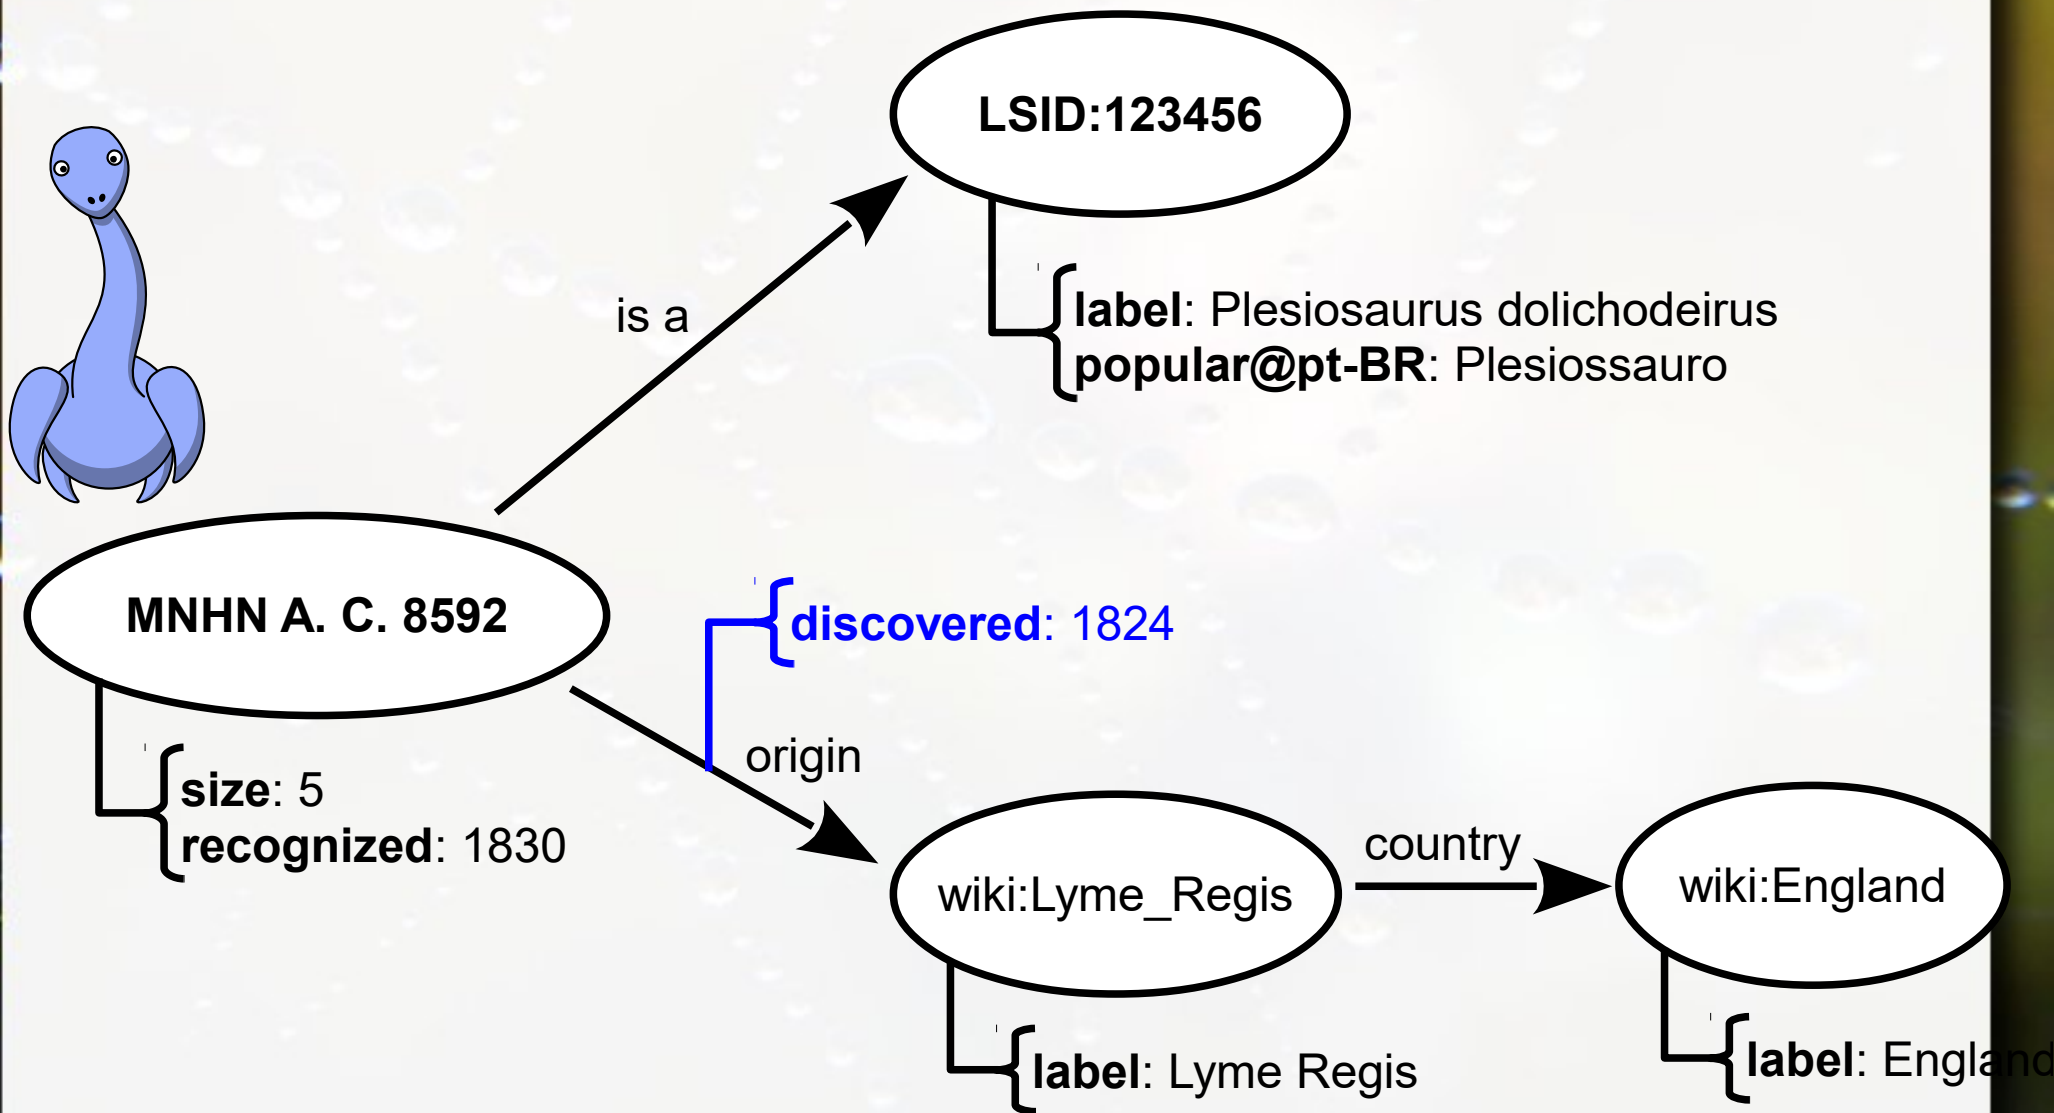 LSID:123456
label: Plesiosaurus dolichodeirus
popular@pt-BR: Plesiossauro
is a
MNHN A. C. 8592
discovered: 1824
size: 5
recognized: 1830
origin
wiki:Lyme_Regis
country
wiki:England
label: Lyme Regis
label: England